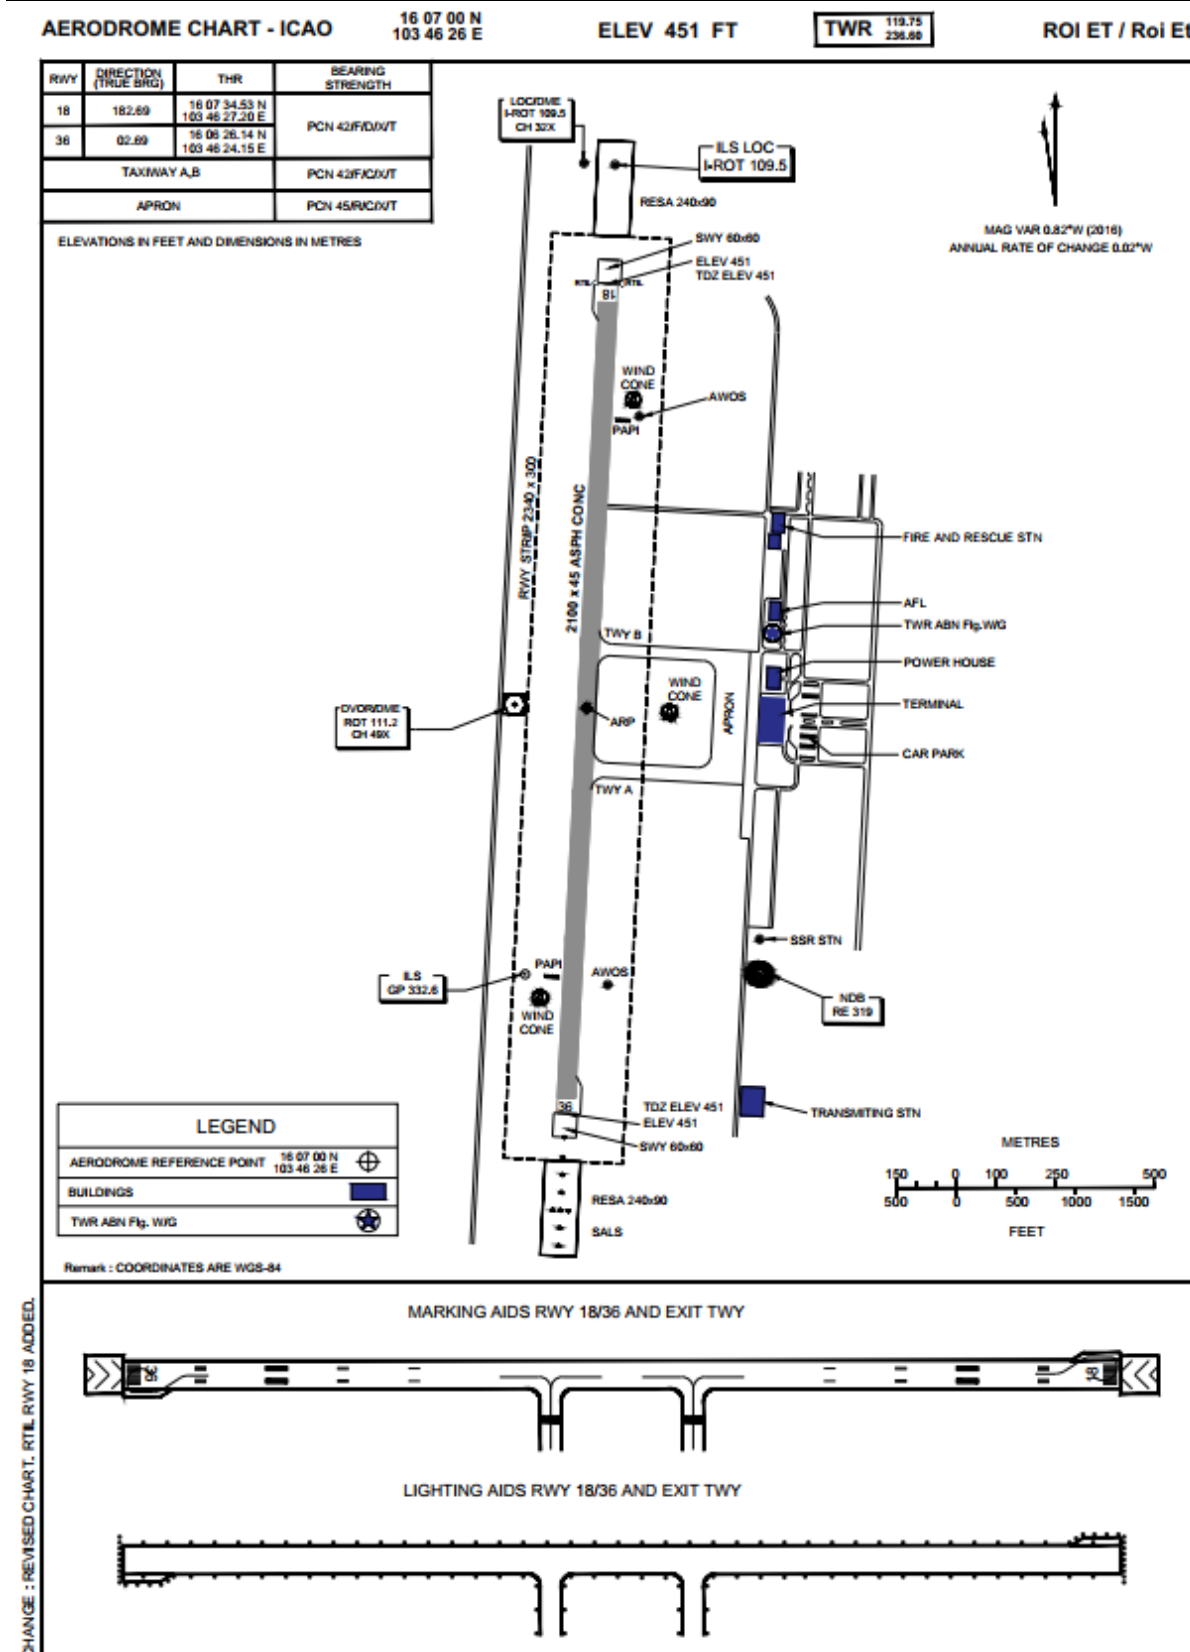 AERODROME CHART - ICAO
16 07 00 N
103 46 26 E
ELEV 451 FT
TWR 119.75
236.60
ROI ET / Roi Et
RWY DIRECTION (TRUE BRG) THR BEARING STRENGTH
18 182.69 16 07 34.53 N
103 46 27.20 E
PCN 42/F/D/X/T
36 02.69 16 06 26.14 N
103 46 24.15 E
TAXIWAY A,B PCN 42/F/C/X/T
APRON PCN 45/R/C/X/T
ELEVATIONS IN FEET AND DIMENSIONS IN METRES
LOC/DME
I-ROT 109.5
CH 32X
ILS LOC
I-ROT 109.5
RESA 240x90
MAG VAR 0.82°W (2016)
ANNUAL RATE OF CHANGE 0.02°W
SWY 60x60
ELEV 451
TDZ ELEV 451
RTIL
RTIL
18
WIND
CONE
AWOS
PAPI
RWY STRIP 2340 x 300
2100 x 45 ASPH CONC
FIRE AND RESCUE STN
AFL
TWR ABN Flg.W/G
TWY B
POWER HOUSE
WIND
CONE
TERMINAL
APRON
DVOR/DME
ROT 111.2
CH 49X
ARP
CAR PARK
TWY A
SSR STN
PAPI
AWOS
ILS
GP 332.6
NDB
RE 319
WIND
CONE
36
TDZ ELEV 451
ELEV 451
TRANSMITING STN
SWY 60x60
RESA 240x90
SALS
LEGEND
AERODROME REFERENCE POINT 16 07 00 N
103 46 26 E
BUILDINGS
TWR ABN Flg. W/G
METRES
150 0 100 250 500
500 0 500 1000 1500
FEET
Remark : COORDINATES ARE WGS-84
MARKING AIDS RWY 18/36 AND EXIT TWY
36
18
LIGHTING AIDS RWY 18/36 AND EXIT TWY
CHANGE : REVISED CHART. RTIL RWY 18 ADDED.